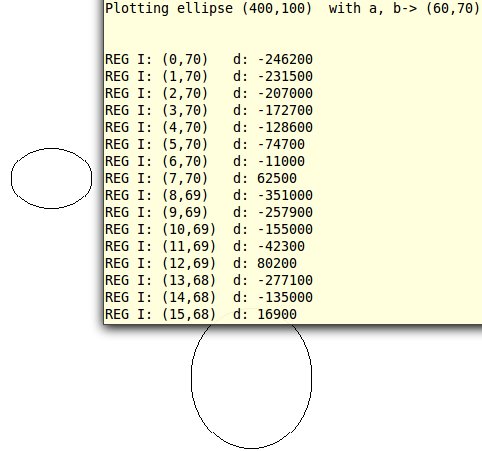 Plotting ellipse (400,100)  with a, b-> (60,70)
REG I: (0,70)   d: -246200
REG I: (1,70)   d: -231500
REG I: (2,70)   d: -207000
REG I: (3,70)   d: -172700
REG I: (4,70)   d: -128600
REG I: (5,70)   d: -74700
REG I: (6,70)   d: -11000
REG I: (7,70)   d: 62500
REG I: (8,69)   d: -351000
REG I: (9,69)   d: -257900
REG I: (10,69)  d: -155000
REG I: (11,69)  d: -42300
REG I: (12,69)  d: 80200
REG I: (13,68)  d: -277100
REG I: (14,68)  d: -135000
REG I: (15,68)  d: 16900